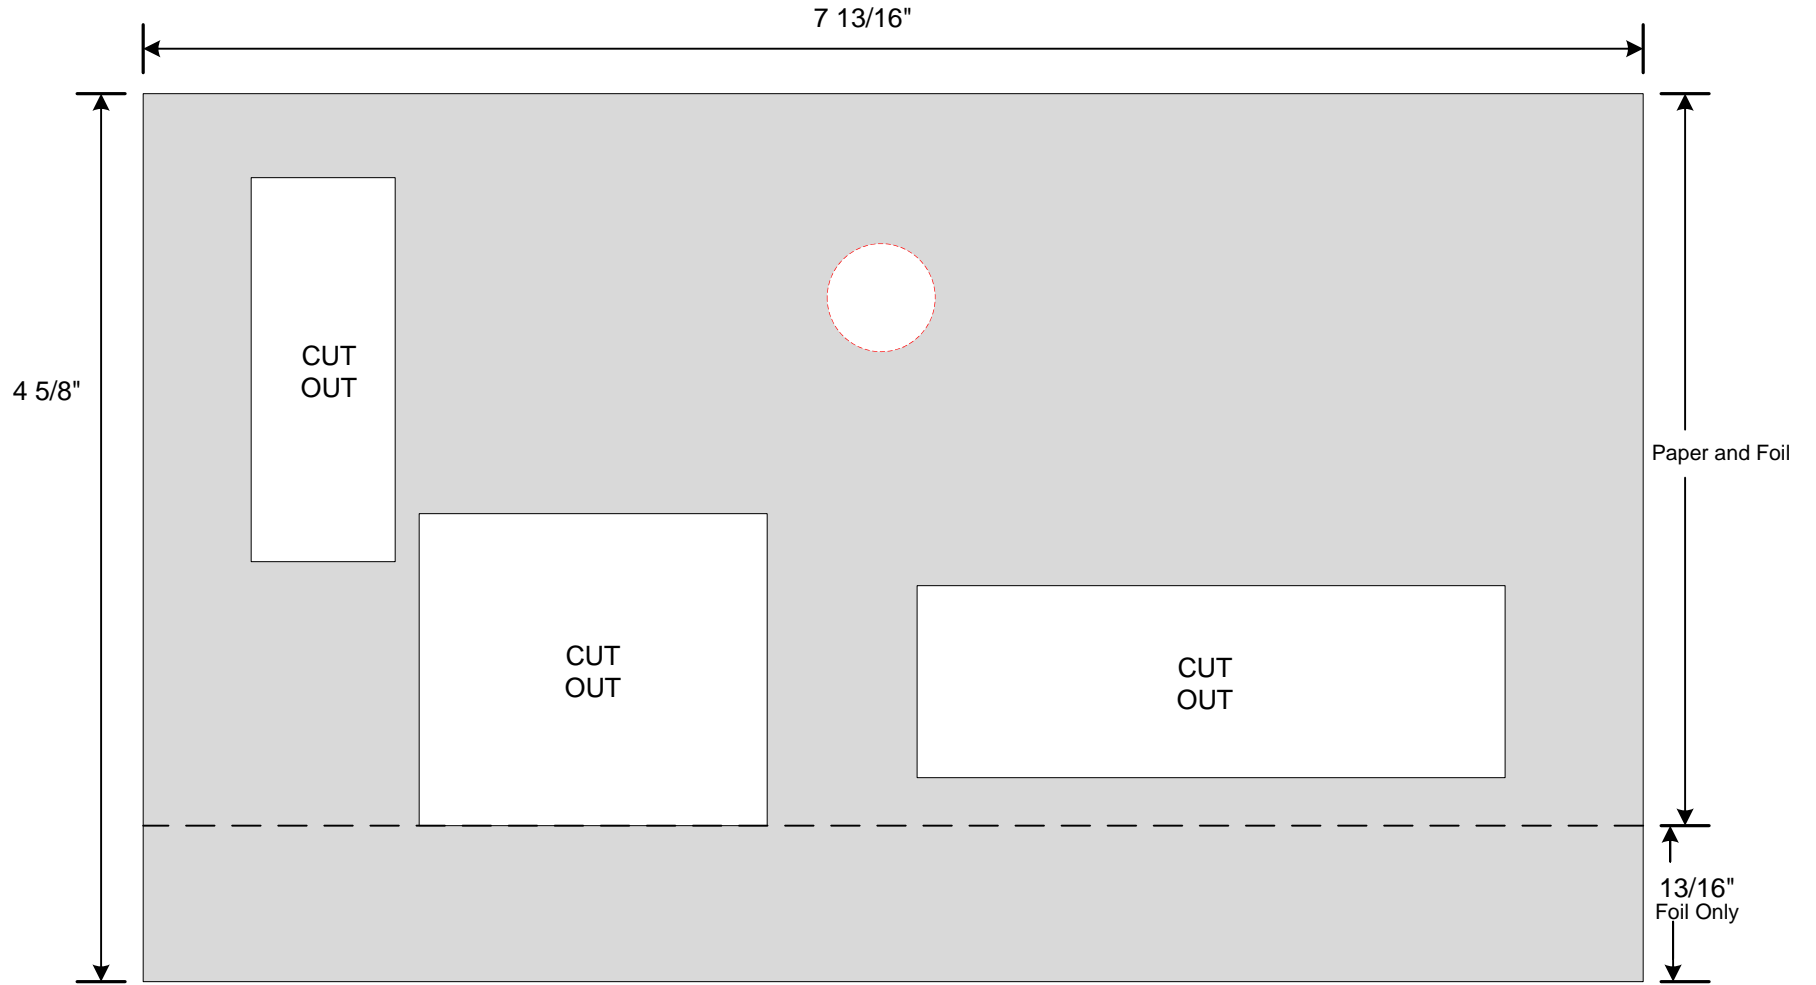 7 13/16"
CUT
OUT
4 5/8"
Paper and Foil
CUT
OUT
CUT
OUT
13/16"
Foil Only